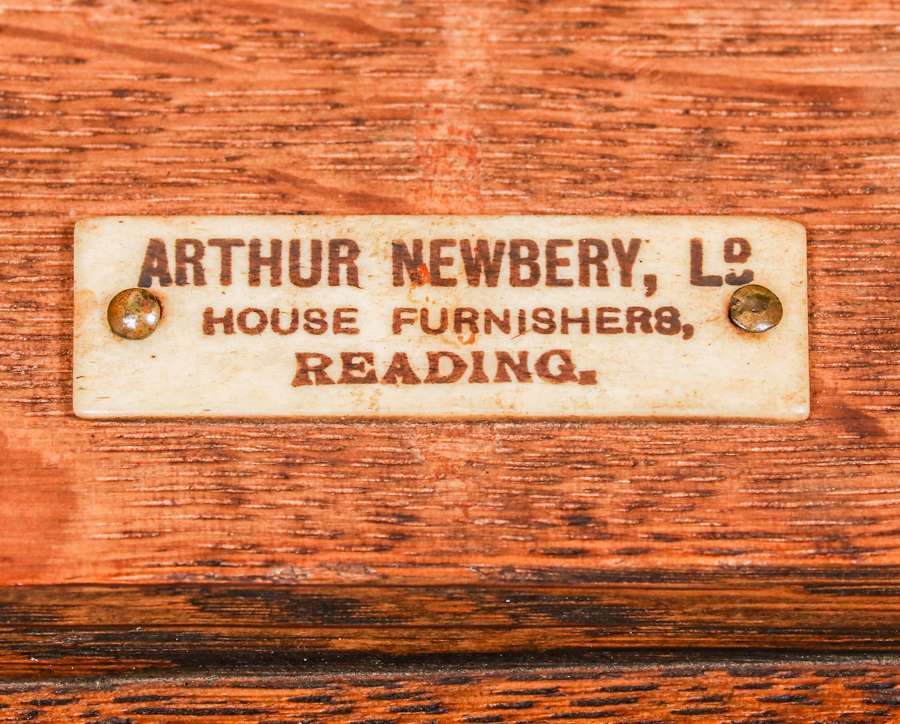 ARTHUR NEWBERY, LD
HOUSE FURNISHERS,
READING.